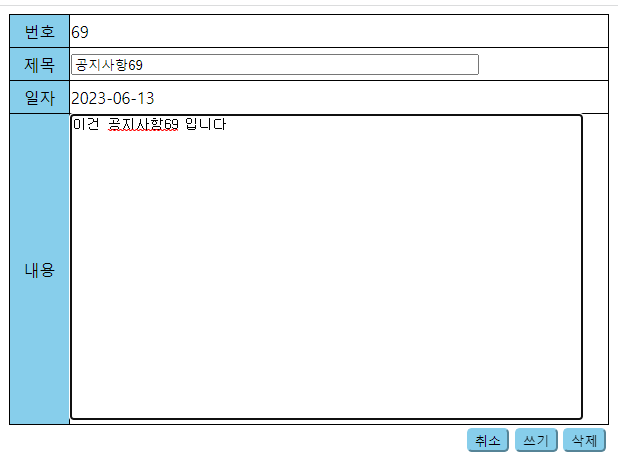 번호 69
제목 공지사항69
일자 2023-06-13
내용 이건 공지사항69 입니다
취소 쓰기 삭제